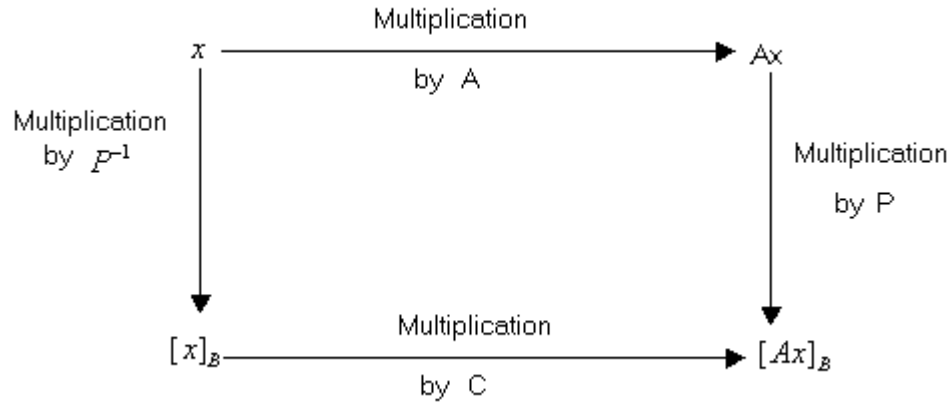 Multiplication
x
Ax
by A
Multiplication
by P⁻¹
Multiplication
by P
Multiplication
[x]_B
[Ax]_B
by C